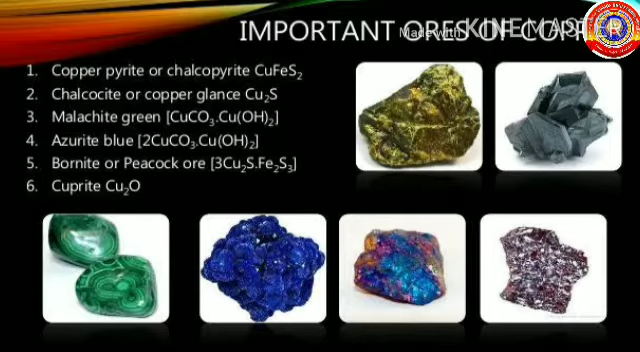 IMPORTANT ORES OF COPPER
Made with KINEMASTER
1. Copper pyrite or chalcopyrite CuFeS₂
2. Chalcocite or copper glance Cu₂S
3. Malachite green [CuCO₃.Cu(OH)₂]
4. Azurite blue [2CuCO₃.Cu(OH)₂]
5. Bornite or Peacock ore [3Cu₂S.Fe₂S₃]
6. Cuprite Cu₂O